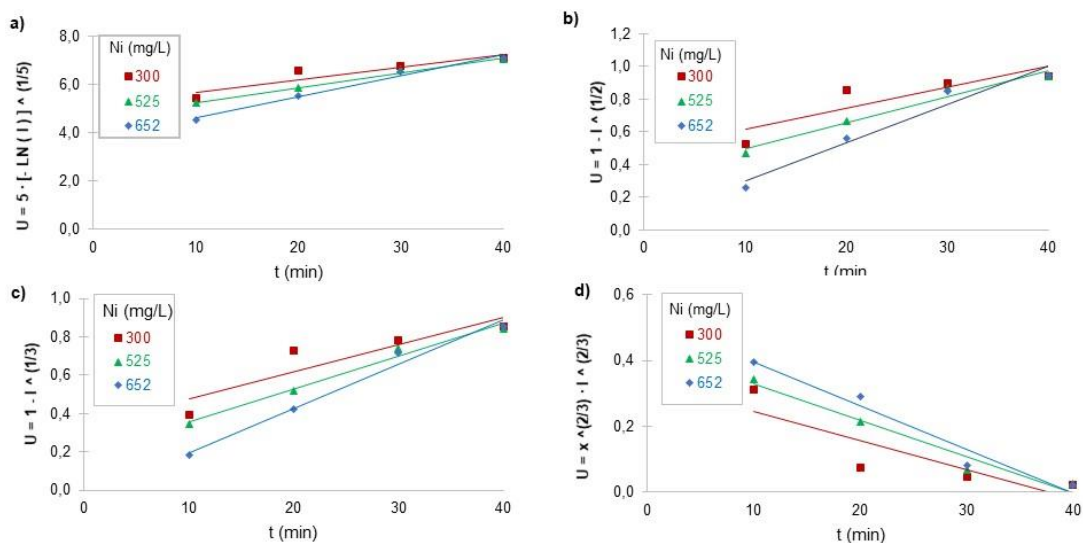 a)
U = 5 · [- LN ( I ) ] ^ (1/5)
8,0
6,0
4,0
2,0
0,0
Ni (mg/L)
300
525
652
0 10 20 30 40
t (min)
b)
U = 1 - I ^ (1/2)
1,2
1,0
0,8
0,6
0,4
0,2
0,0
Ni (mg/L)
300
525
652
0 10 20 30 40
t (min
c)
U = 1 - I ^ (1/3)
1,0
0,8
0,6
0,4
0,2
0,0
Ni (mg/L)
300
525
652
0 10 20 30 40
t (min)
d)
U = x ^(2/3) · I ^ (2/3)
0,6
0,4
0,2
0,0
Ni (mg/L)
300
525
652
0 10 20 30 40
t (min)